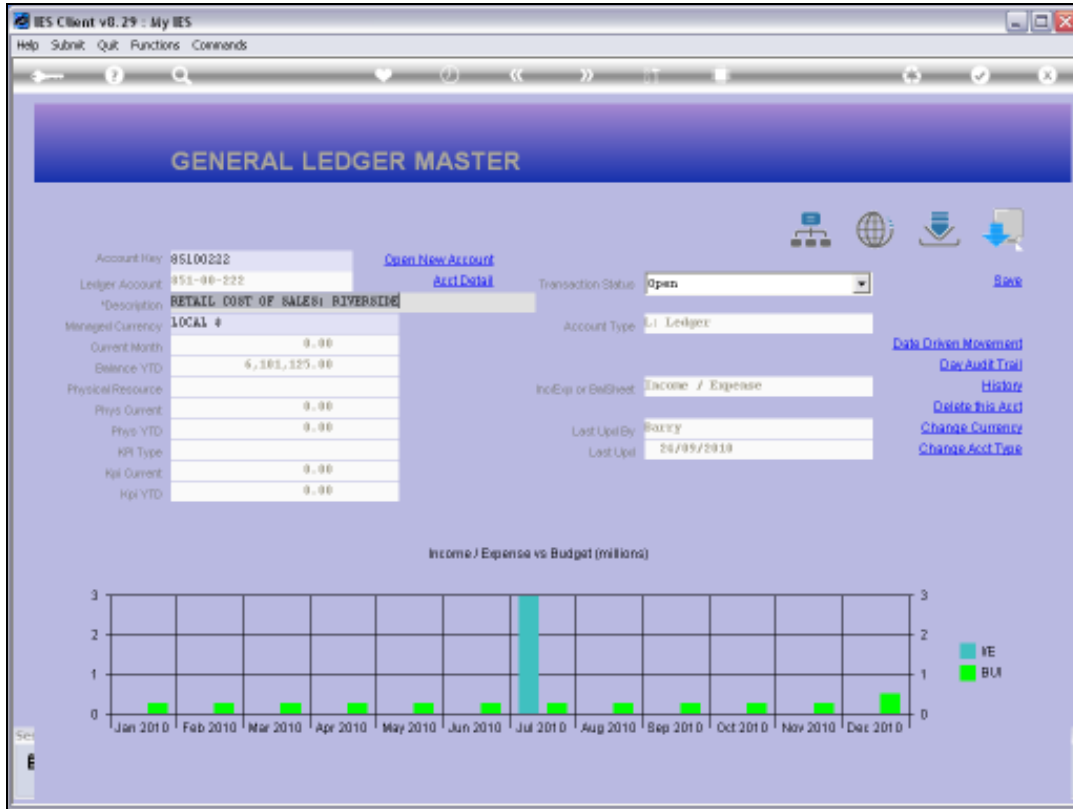 IES Client v8.29 : My IES
Help Submit Quit Functions Commands
GENERAL LEDGER MASTER
Account Key 85100222 Open New Account
Ledger Account 851-00-222 Acct Detail Transaction Status Open Save
*Description RETAIL COST OF SALES: RIVERSIDE
Managed Currency LOCAL # Account Type L: Ledger
Current Month 0.00 Date Driven Movement
Balance YTD 6,101,125.00 Day Audit Trail
Physical Resource Inc/Exp or BalSheet Income / Expense History
Phys Current 0.00 Delete this Acct
Phys YTD 0.00 Last Upd By Barry Change Currency
KPI Type Last Upd 24/09/2010 Change Acct Type
Kpi Current 0.00
Kpi YTD 0.00
Income / Expense vs Budget (millions)
3 3
2 2
1 1
0 0
I/E
BU
Jan 2010 Feb 2010 Mar 2010 Apr 2010 May 2010 Jun 2010 Jul 2010 Aug 2010 Sep 2010 Oct 2010 Nov 2010 Dec 2010